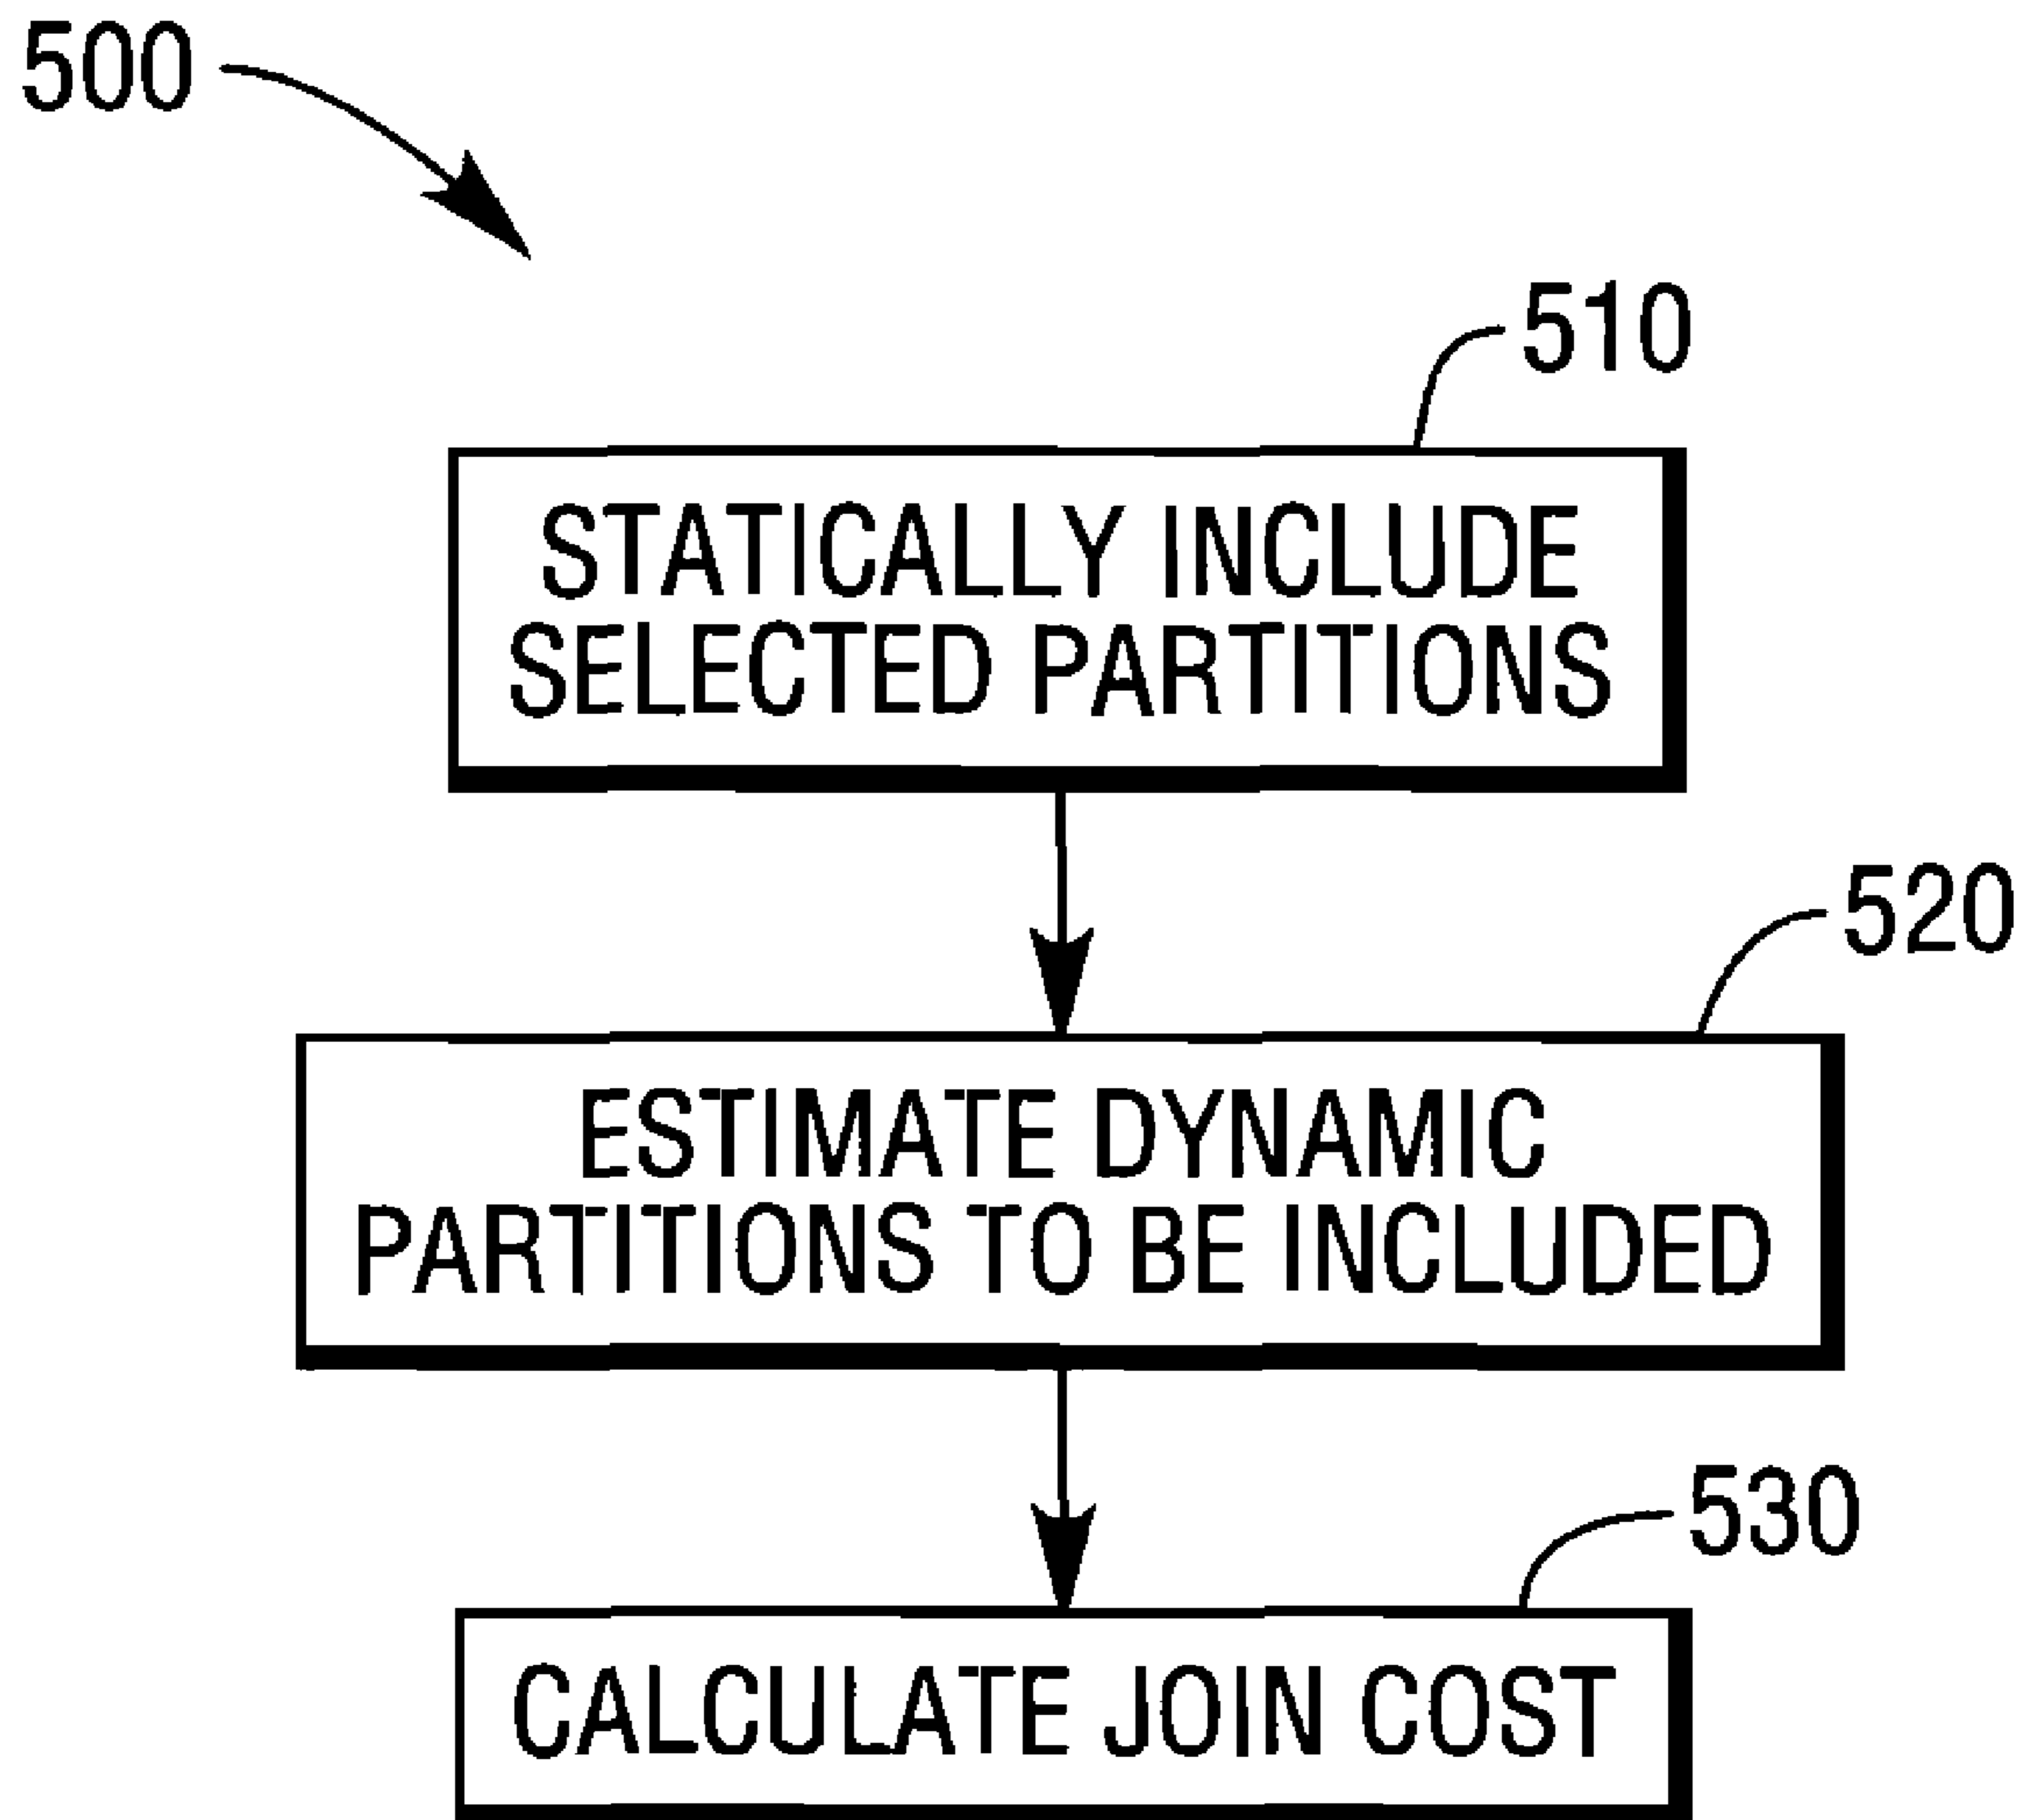 500
510
STATICALLY INCLUDE
SELECTED PARTITIONS
520
ESTIMATE DYNAMIC
PARTITIONS TO BE INCLUDED
530
CALCULATE JOIN COST